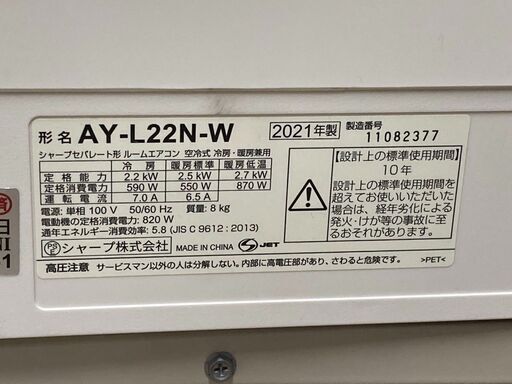 形名 AY-L22N-W 2021年製 製造番号 11082377
シャープセパレート形 ルームエアコン 空冷式 冷房・暖房兼用
冷房 暖房標準 暖房低温
定格能力 2.2 kW 2.5 kW 2.7 kW
定格消費電力 590 W 550 W 870 W
運転電流 7.0 A 6.5 A
電源: 単相 100 V 50/60 Hz 質量: 8 kg
電動機の定格消費電力: 820 W
通年エネルギー消費効率: 5.8 (JIS C 9612 : 2013)
PSE シャープ株式会社 MADE IN CHINA S-JET
【設計上の標準使用期間】
10年
設計上の標準使用期間を
超えてお使いいただいた
場合は、経年劣化による
発火・けが等の事故に至
るおそれがあります。
高圧注意 サービスマン以外の人は分解しない。内部に高電圧部があり、さわると危険です。 >PET<
済
日
NI
-1